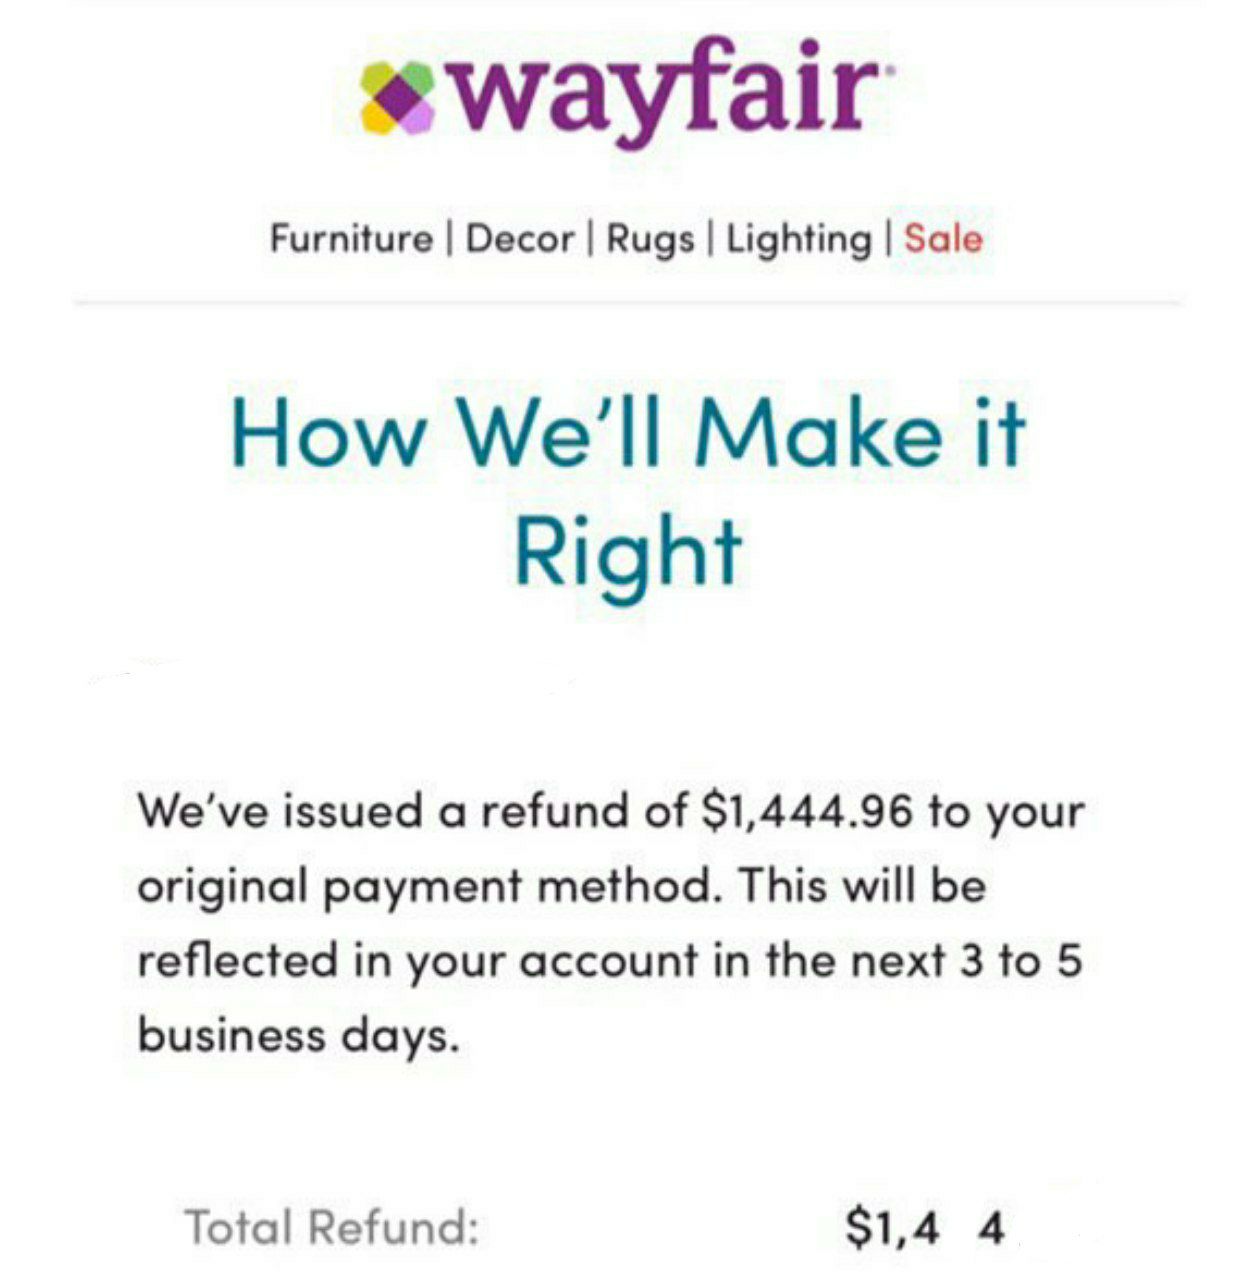 wayfair
Furniture | Decor | Rugs | Lighting | Sale
How We'll Make it
Right
We've issued a refund of $1,444.96 to your
original payment method. This will be
reflected in your account in the next 3 to 5
business days.
Total Refund: $1,4 4